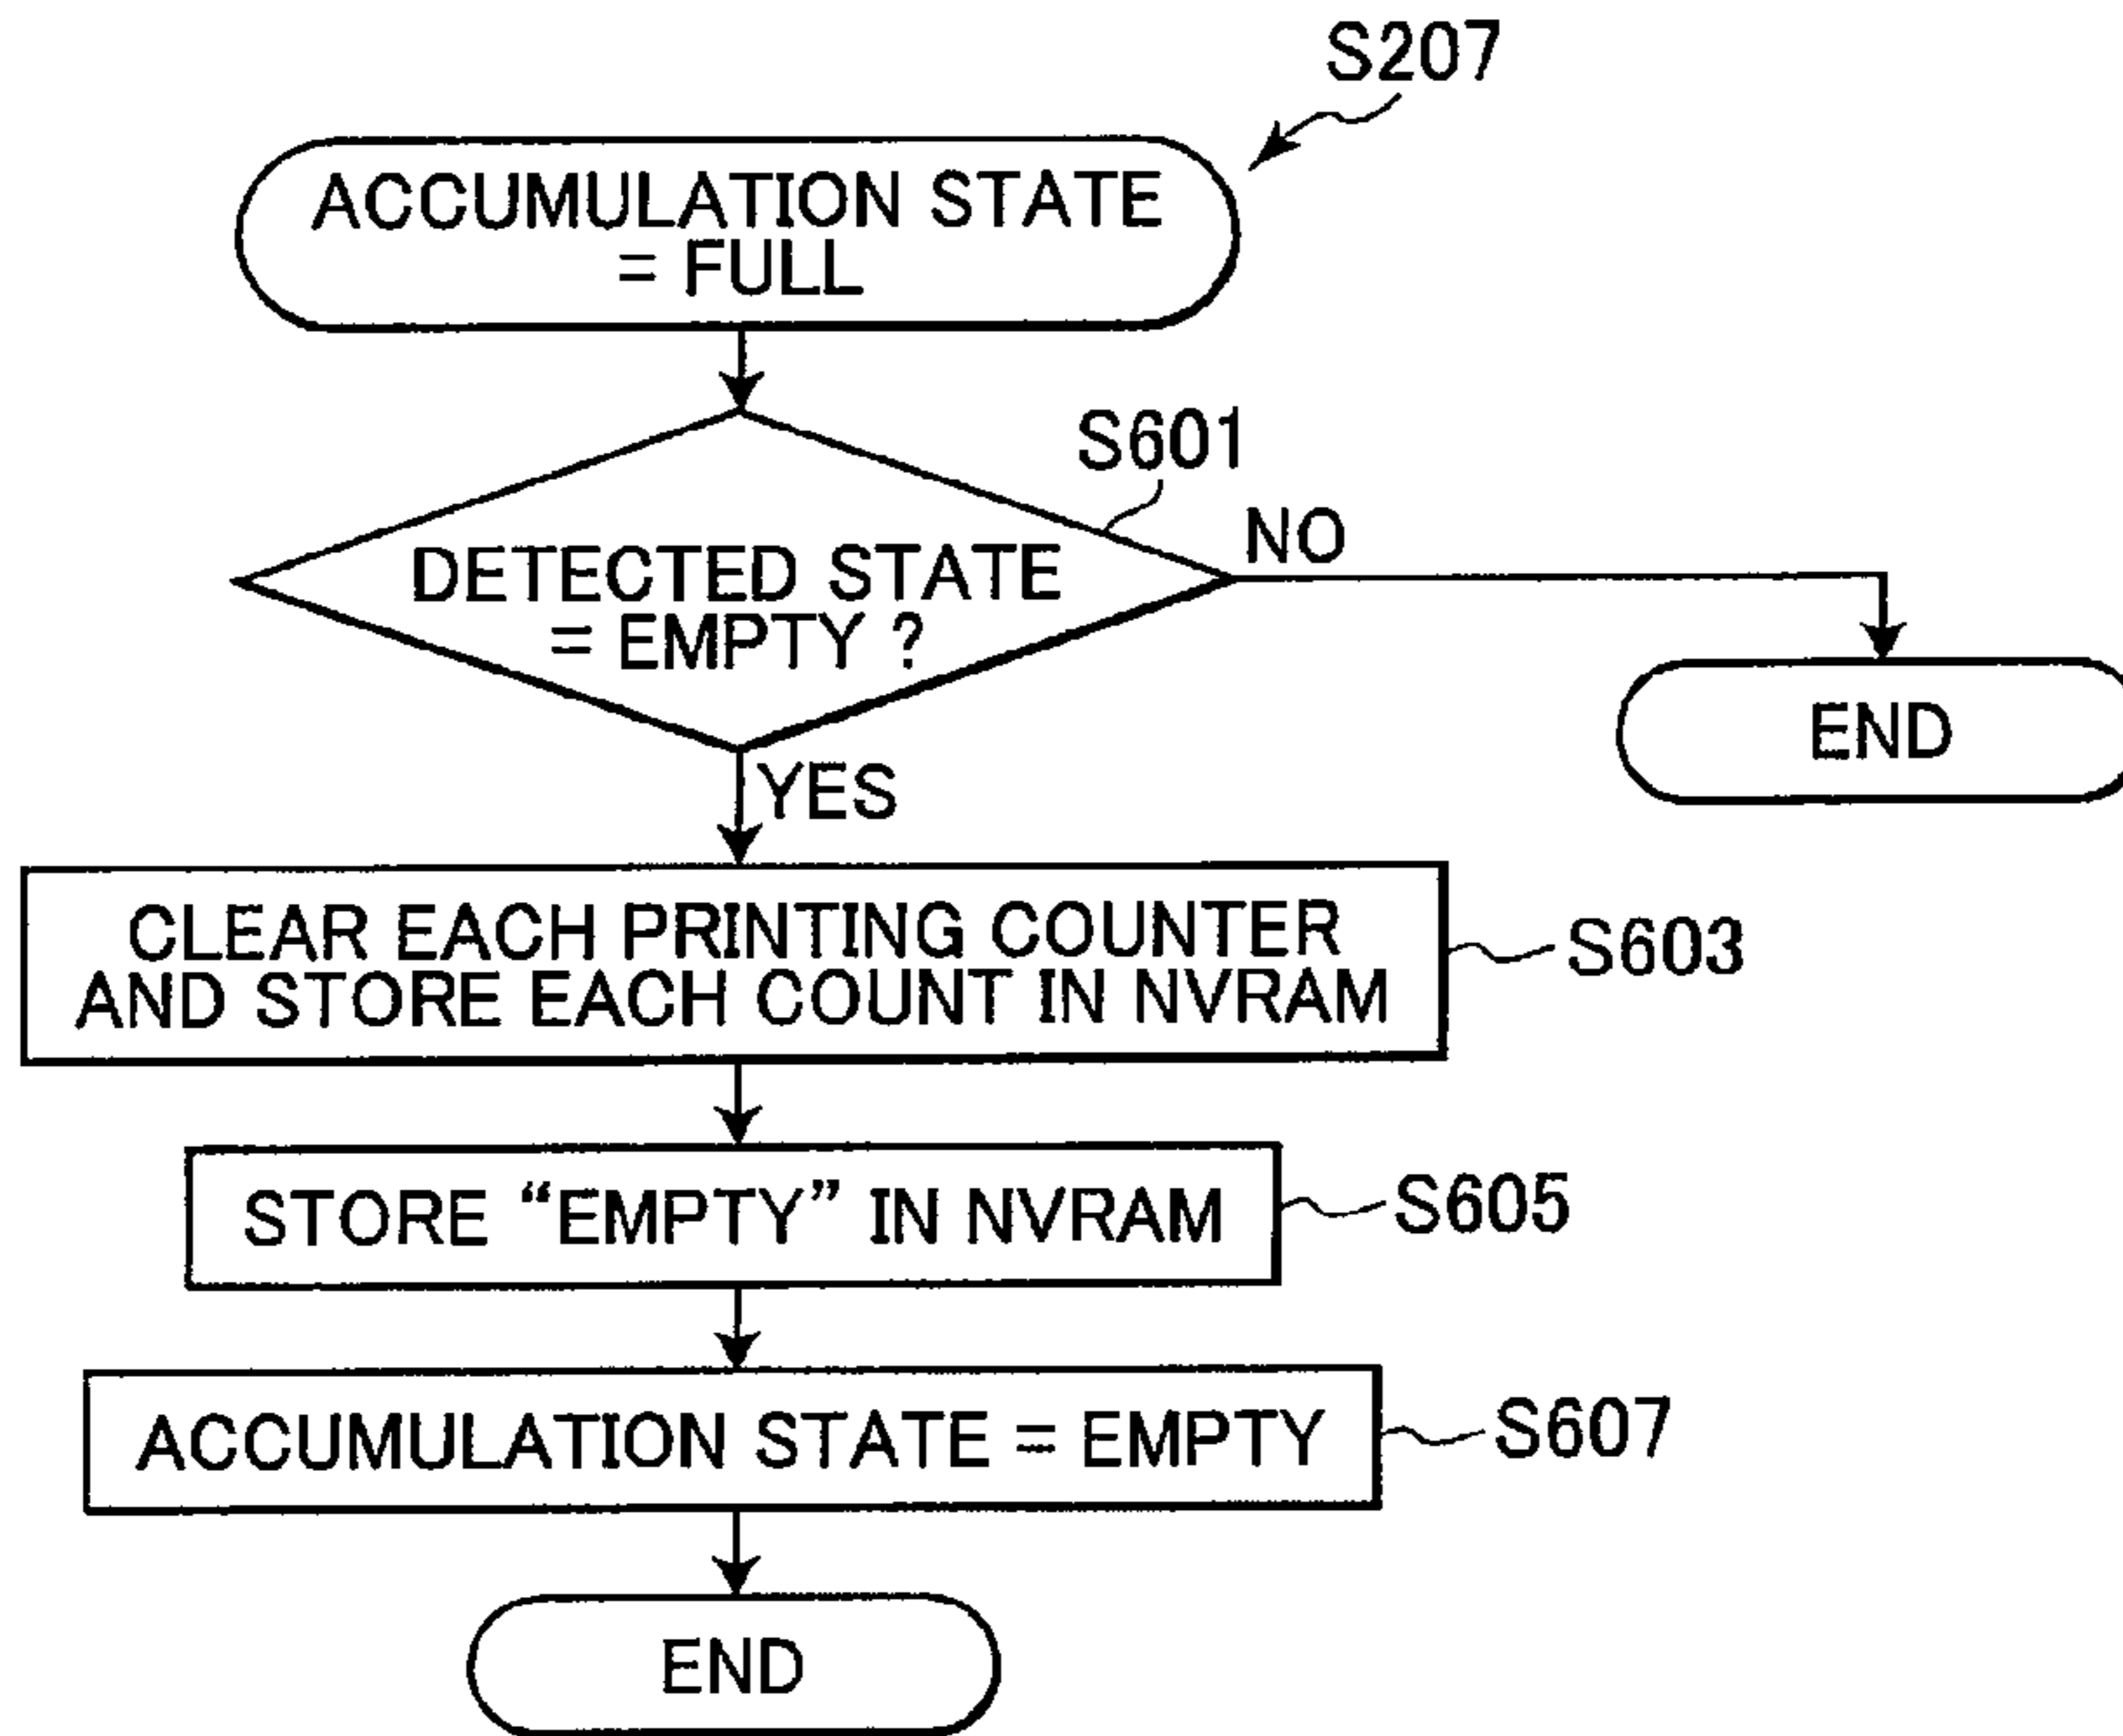 S207
ACCUMULATION STATE
= FULL
S601
NO
DETECTED STATE
= EMPTY ?
END
YES
CLEAR EACH PRINTING COUNTER
AND STORE EACH COUNT IN NVRAM
S603
STORE “EMPTY” IN NVRAM
S605
ACCUMULATION STATE = EMPTY
S607
END